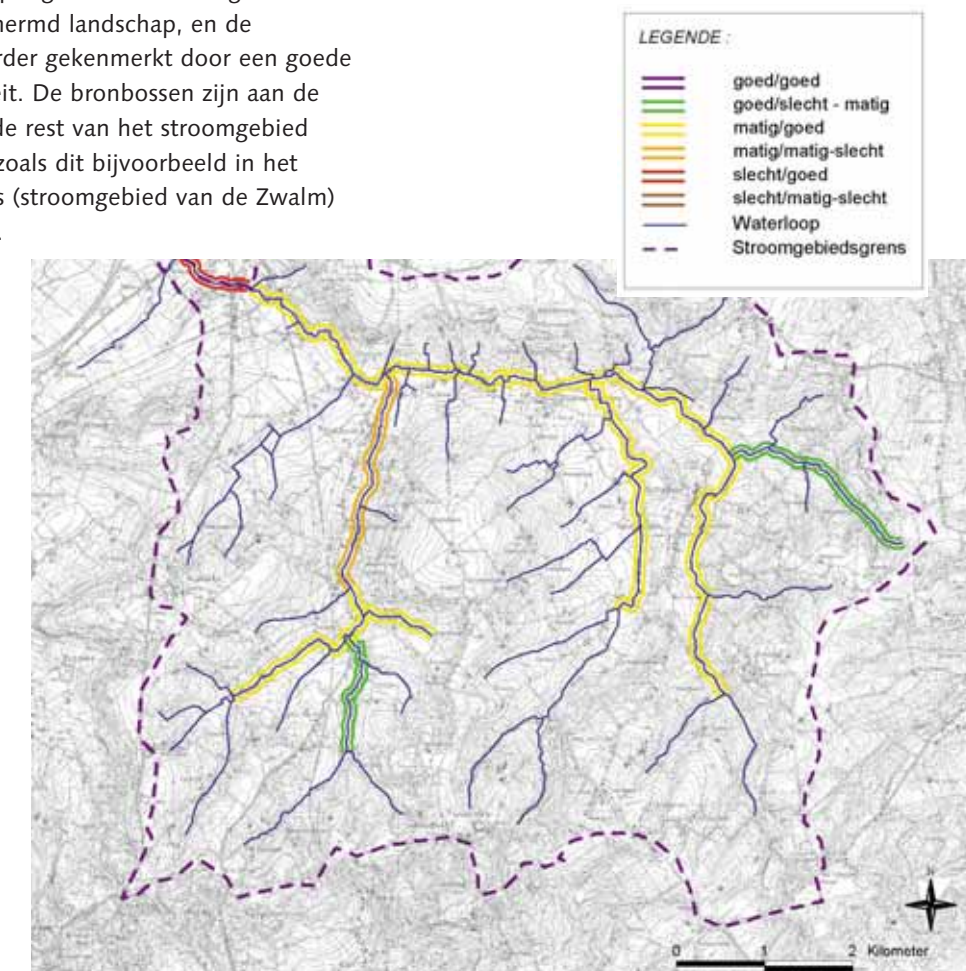 hermd landschap, en de
rder gekenmerkt door een goede
eit. De bronbossen zijn aan de
de rest van het stroomgebied
zoals dit bijvoorbeeld in het
s (stroomgebied van de Zwalm)
.
LEGENDE :
goed/goed
goed/slecht - matig
matig/goed
matig/matig-slecht
slecht/goed
slecht/matig-slecht
Waterloop
Stroomgebiedsgrens
0 1 2 Kilometer